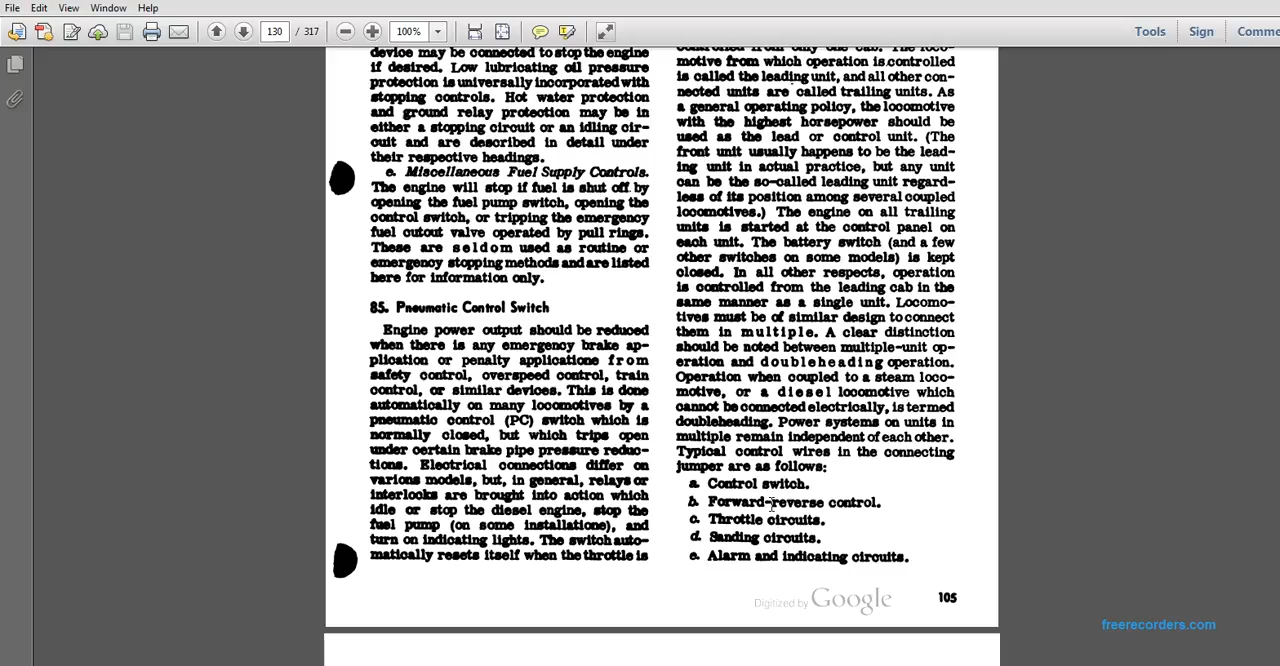 File Edit View Window Help
130 / 317 100% Tools Sign Comme
device may be connected to stop the engine
if desired. Low lubricating oil pressure
protection is universally incorporated with
stopping controls. Hot water protection
and ground relay protection may be in
either a stopping circuit or an idling cir-
cuit and are described in detail under
their respective headings.
e. Miscellaneous Fuel Supply Controls.
The engine will stop if fuel is shut off by
opening the fuel pump switch, opening the
control switch, or tripping the emergency
fuel cutout valve operated by pull rings.
These are seldom used as routine or
emergency stopping methods and are listed
here for information only.
85. Pneumatic Control Switch
Engine power output should be reduced
when there is any emergency brake ap-
plication or penalty applications from
safety control, overspeed control, train
control, or similar devices. This is done
automatically on many locomotives by a
pneumatic control (PC) switch which is
normally closed, but which trips open
under certain brake pipe pressure reduc-
tions. Electrical connections differ on
various models, but, in general, relays or
interlocks are brought into action which
idle or stop the diesel engine, stop the
fuel pump (on some installations), and
turn on indicating lights. The switch auto-
matically resets itself when the throttle is
controlled from only one cab. The loco-
motive from which operation is controlled
is called the leading unit, and all other con-
nected units are called trailing units. As
a general operating policy, the locomotive
with the highest horsepower should be
used as the lead or control unit. (The
front unit usually happens to be the lead-
ing unit in actual practice, but any unit
can be the so-called leading unit regard-
less of its position among several coupled
locomotives.) The engine on all trailing
units is started at the control panel on
each unit. The battery switch (and a few
other switches on some models) is kept
closed. In all other respects, operation
is controlled from the leading cab in the
same manner as a single unit. Locomo-
tives must be of similar design to connect
them in multiple. A clear distinction
should be noted between multiple-unit op-
eration and doubleheading operation.
Operation when coupled to a steam loco-
motive, or a diesel locomotive which
cannot be connected electrically, is termed
doubleheading. Power systems on units in
multiple remain independent of each other.
Typical control wires in the connecting
jumper are as follows:
a. Control switch.
b. Forward-reverse control.
c. Throttle circuits.
d. Sanding circuits.
e. Alarm and indicating circuits.
Digitized by Google 105
freerecorders.com